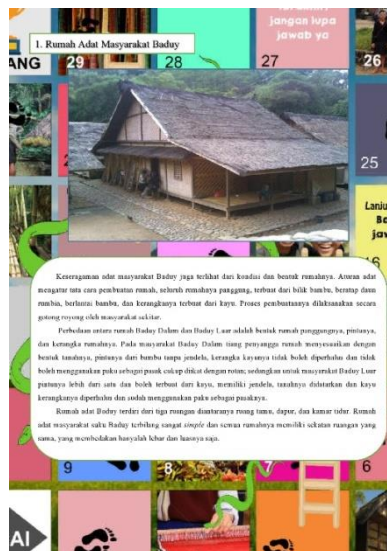 jangan lupa
jawab ya
1. Rumah Adat Masyarakat Baduy
ANG
29
28
27
26
25
Lanju
Ba
jav
16
Keseragaman adat masyarakat Baduy juga terlihat dari kondisi dan bentuk rumahnya. Aturan adat
mengatur tata cara pembuatan rumah, seluruh rumahnya panggung, terbuat dari bilik bambu, beratap daun
rumbia, berlantai bambu, dan kerangkanya terbuat dari kayu. Proses pembuatannya dilaksanakan secara
gotong royong oleh masyarakat sekitar.
Perbedaan antara rumah Baduy Dalam dan Baduy Luar adalah bentuk rumah panggungnya, pintunya,
dan kerangka rumahnya. Pada masyarakat Baduy Dalam tiang penyangga rumah menyesuaikan dengan
bentuk tanahnya, pintunya dari bambu tanpa jendela, kerangka kayunya tidak boleh diperhalus dan tidak
boleh menggunakan paku sebagai pasak cukup diikat dengan rotan; sedangkan untuk masyarakat Baduy Luar
pintunya lebih dari satu dan boleh terbuat dari kayu, memiliki jendela, tanahnya didatarkan dan kayu
kerangkanya diperhalus dan sudah menggunakan paku sebagai pasaknya.
Rumah adat Baduy terdiri dari tiga ruangan diantaranya ruang tamu, dapur, dan kamar tidur. Rumah
adat masyarakat suku Baduy terbilang sangat simple dan semua rumahnya memiliki sekatan ruangan yang
sama, yang membedakan hanyalah lebar dan luasnya saja.
9
8
7
6
AI